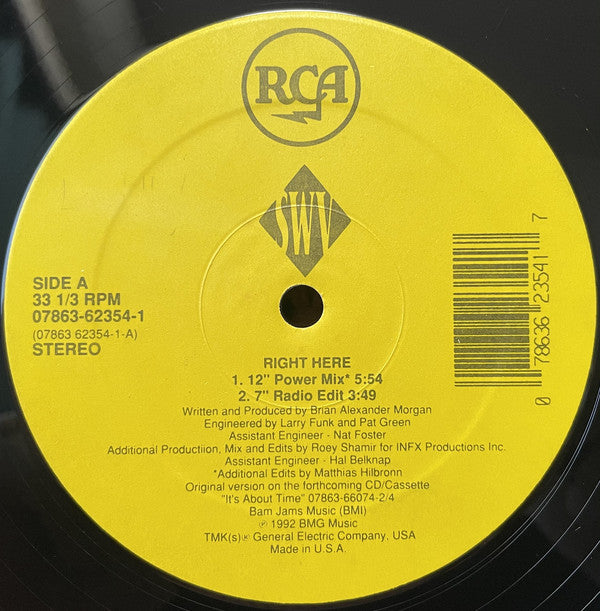 RCA
SWV
SIDE A
33 1/3 RPM
07863-62354-1
(07863 62354-1-A)
STEREO
0 78636 23541 7
RIGHT HERE
1. 12" Power Mix* 5:54
2. 7" Radio Edit 3:49
Written and Produced by Brian Alexander Morgan
Engineered by Larry Funk and Pat Green
Assistant Engineer - Nat Foster
Additional Productiion, Mix and Edits by Roey Shamir for INFX Productions Inc.
Assistant Engineer - Hal Belknap
*Additional Edits by Matthias Hilbronn
Original version on the forthcoming CD/Cassette
"It's About Time" 07863-66074-2/4
Bam Jams Music (BMI)
℗ 1992 BMG Music
TMK(s)® General Electric Company, USA
Made in U.S.A.